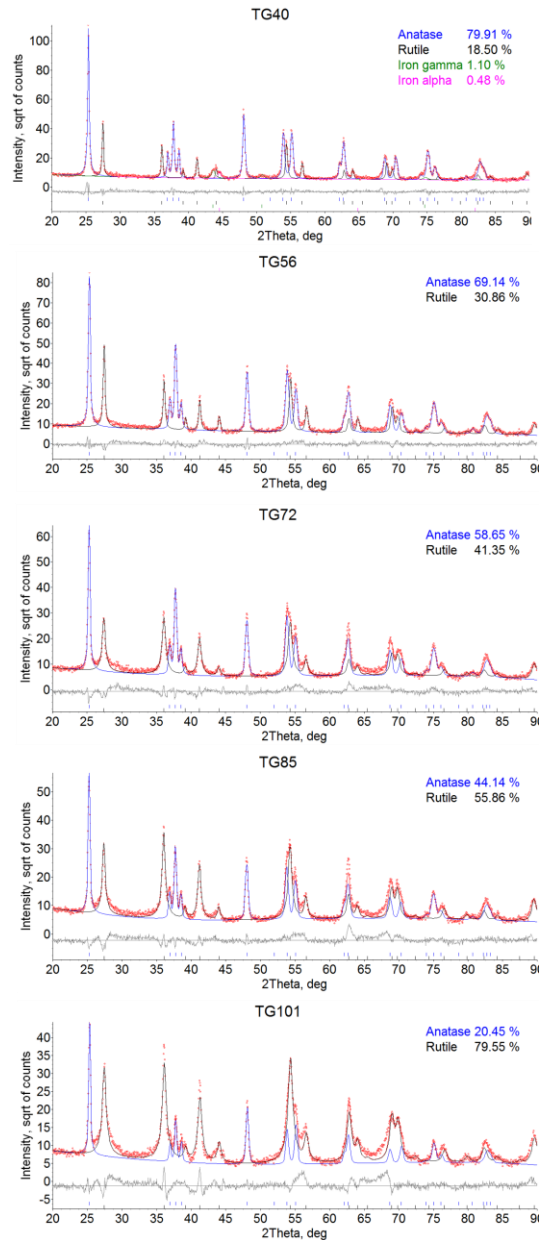 TG40
Anatase 79.91 %
Rutile 18.50 %
Iron gamma 1.10 %
Iron alpha 0.48 %
Intensity, sqrt of counts
100
80
60
40
20
0
20 25 30 35 40 45 50 55 60 65 70 75 80 85 90
2Theta, deg
TG56
Anatase 69.14 %
Rutile 30.86 %
Intensity, sqrt of counts
80
70
60
50
40
30
20
10
0
20 25 30 35 40 45 50 55 60 65 70 75 80 85 90
2Theta, deg
TG72
Anatase 58.65 %
Rutile 41.35 %
Intensity, sqrt of counts
60
50
40
30
20
10
0
20 25 30 35 40 45 50 55 60 65 70 75 80 85 90
2Theta, deg
TG85
Anatase 44.14 %
Rutile 55.86 %
Intensity, sqrt of counts
50
40
30
20
10
0
20 25 30 35 40 45 50 55 60 65 70 75 80 85 90
2Theta, deg
TG101
Anatase 20.45 %
Rutile 79.55 %
Intensity, sqrt of counts
40
35
30
25
20
15
10
5
0
-5
20 25 30 35 40 45 50 55 60 65 70 75 80 85 90
2Theta, deg